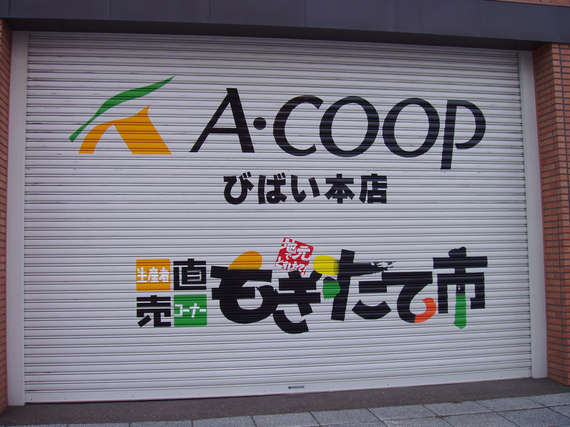 A・COOP
びばい本店
地元
とれたて!
生産者直売コーナー
もぎたて市